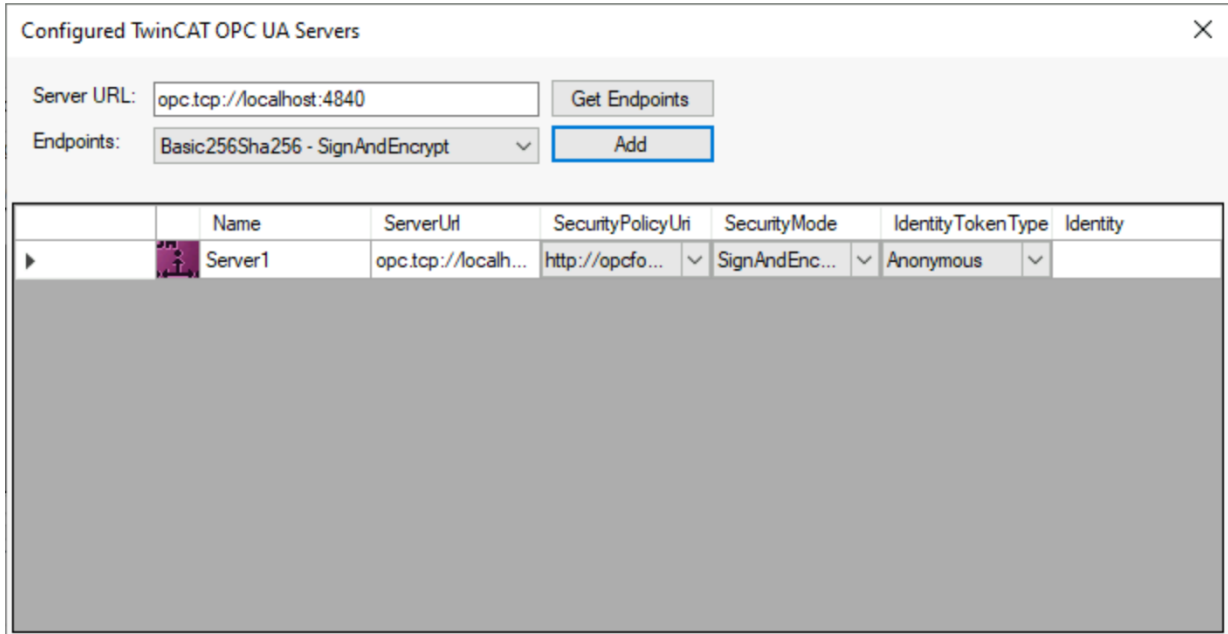 Configured TwinCAT OPC UA Servers
Server URL: opc.tcp://localhost:4840 Get Endpoints
Endpoints: Basic256Sha256 - SignAndEncrypt Add
Name ServerUrl SecurityPolicyUri SecurityMode IdentityTokenType Identity
Server1 opc.tcp://localh... http://opcfo... SignAndEnc... Anonymous